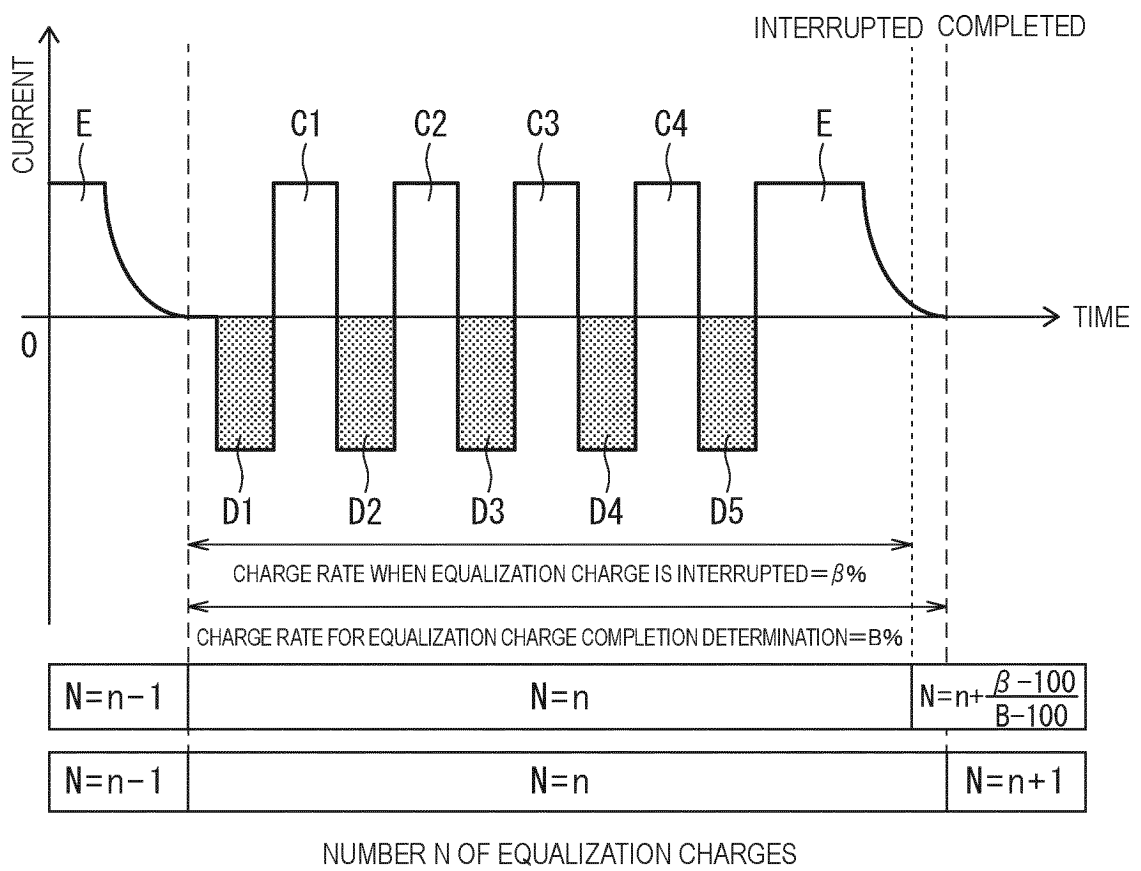 INTERRUPTED COMPLETED
CURRENT
E C1 C2 C3 C4 E
0
TIME
D1 D2 D3 D4 D5
CHARGE RATE WHEN EQUALIZATION CHARGE IS INTERRUPTED=β%
CHARGE RATE FOR EQUALIZATION CHARGE COMPLETION DETERMINATION=B%
N=n-1 N=n N=n+ β-100 / B-100
N=n-1 N=n N=n+1
NUMBER N OF EQUALIZATION CHARGES